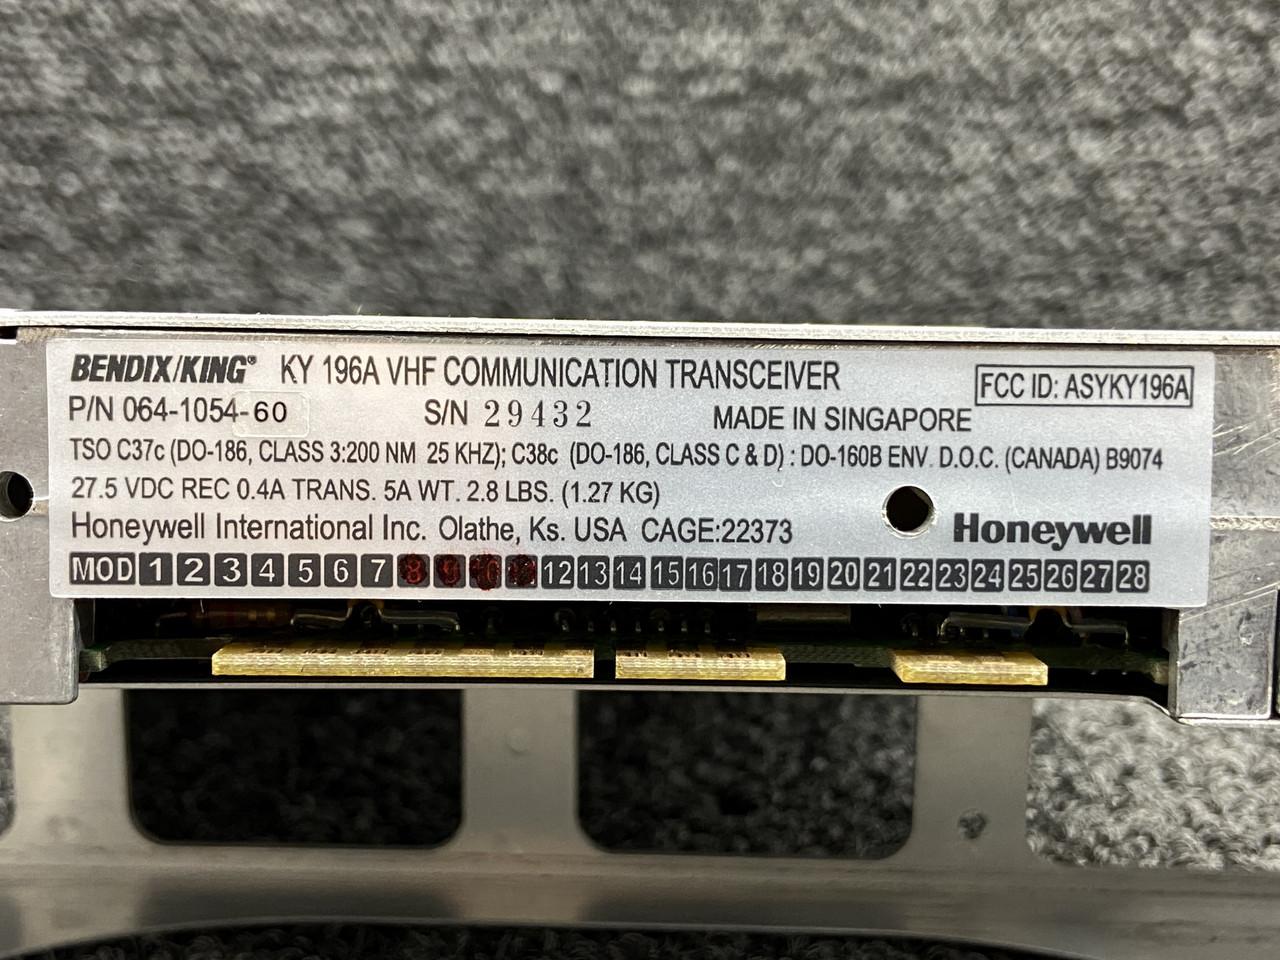 BENDIX/KING® KY 196A VHF COMMUNICATION TRANSCEIVER
FCC ID: ASYKY196A
P/N 064-1054-60 S/N 29432 MADE IN SINGAPORE
TSO C37c (DO-186, CLASS 3:200 NM 25 KHZ); C38c (DO-186, CLASS C & D) : DO-160B ENV. D.O.C. (CANADA) B9074
27.5 VDC REC 0.4A TRANS. 5A WT. 2.8 LBS. (1.27 KG)
Honeywell International Inc. Olathe, Ks. USA CAGE:22373
Honeywell
MOD 1 2 3 4 5 6 7 8 9 10 12 13 14 15 16 17 18 19 20 21 22 23 24 25 26 27 28